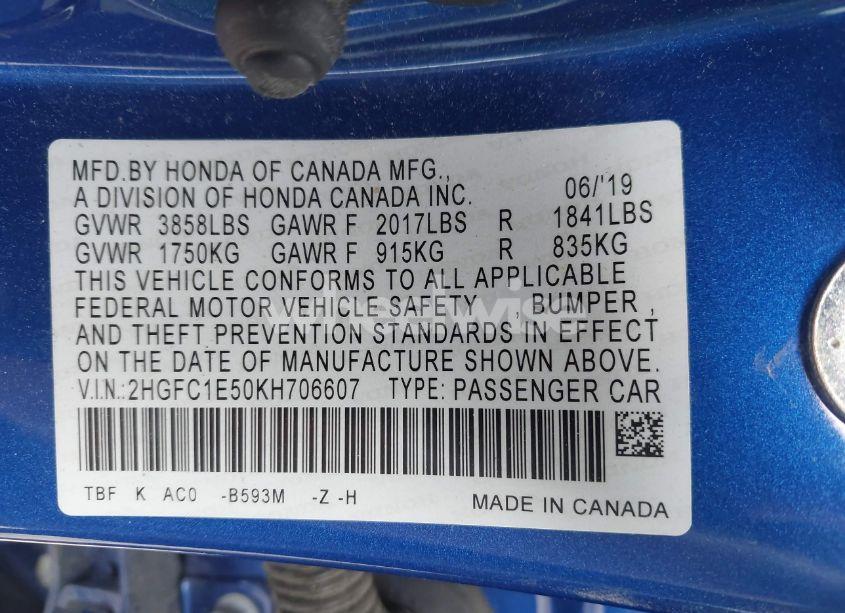 MFD.BY HONDA OF CANADA MFG.,
A DIVISION OF HONDA CANADA INC. 06/'19
GVWR 3858LBS GAWR F 2017LBS R 1841LBS
GVWR 1750KG GAWR F 915KG R 835KG
THIS VEHICLE CONFORMS TO ALL APPLICABLE
FEDERAL MOTOR VEHICLE SAFETY , BUMPER ,
AND THEFT PREVENTION STANDARDS IN EFFECT
ON THE DATE OF MANUFACTURE SHOWN ABOVE.
V.I.N.:2HGFC1E50KH706607 TYPE: PASSENGER CAR
TBF K AC0 -B593M -Z -H MADE IN CANADA